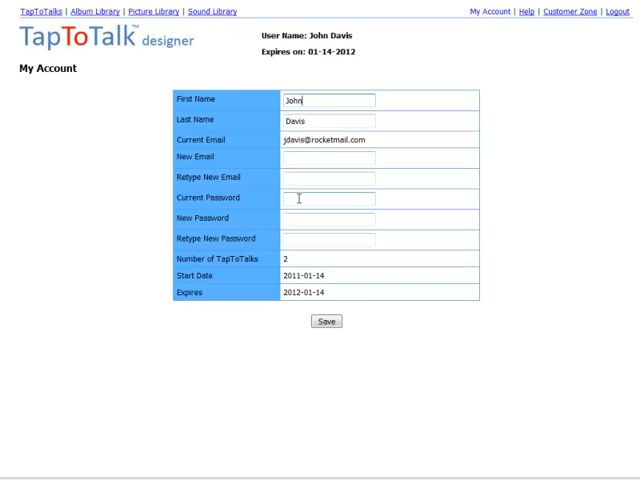 TapToTalks | Album Library | Picture Library | Sound Library
My Account | Help | Customer Zone | Logout
TapToTalk™ designer
User Name: John Davis
Expires on: 01-14-2012
My Account
First Name John
Last Name Davis
Current Email jdavis@rocketmail.com
New Email
Retype New Email
Current Password
New Password
Retype New Password
Number of TapToTalks 2
Start Date 2011-01-14
Expires 2012-01-14
Save